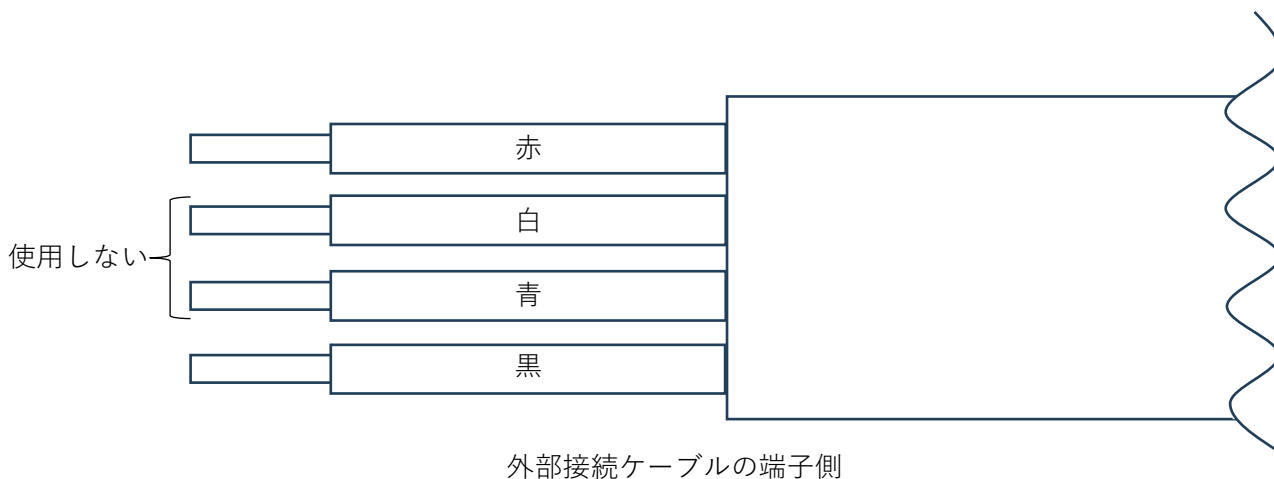 赤
白
使用しない
青
黒
外部接続ケーブルの端子側